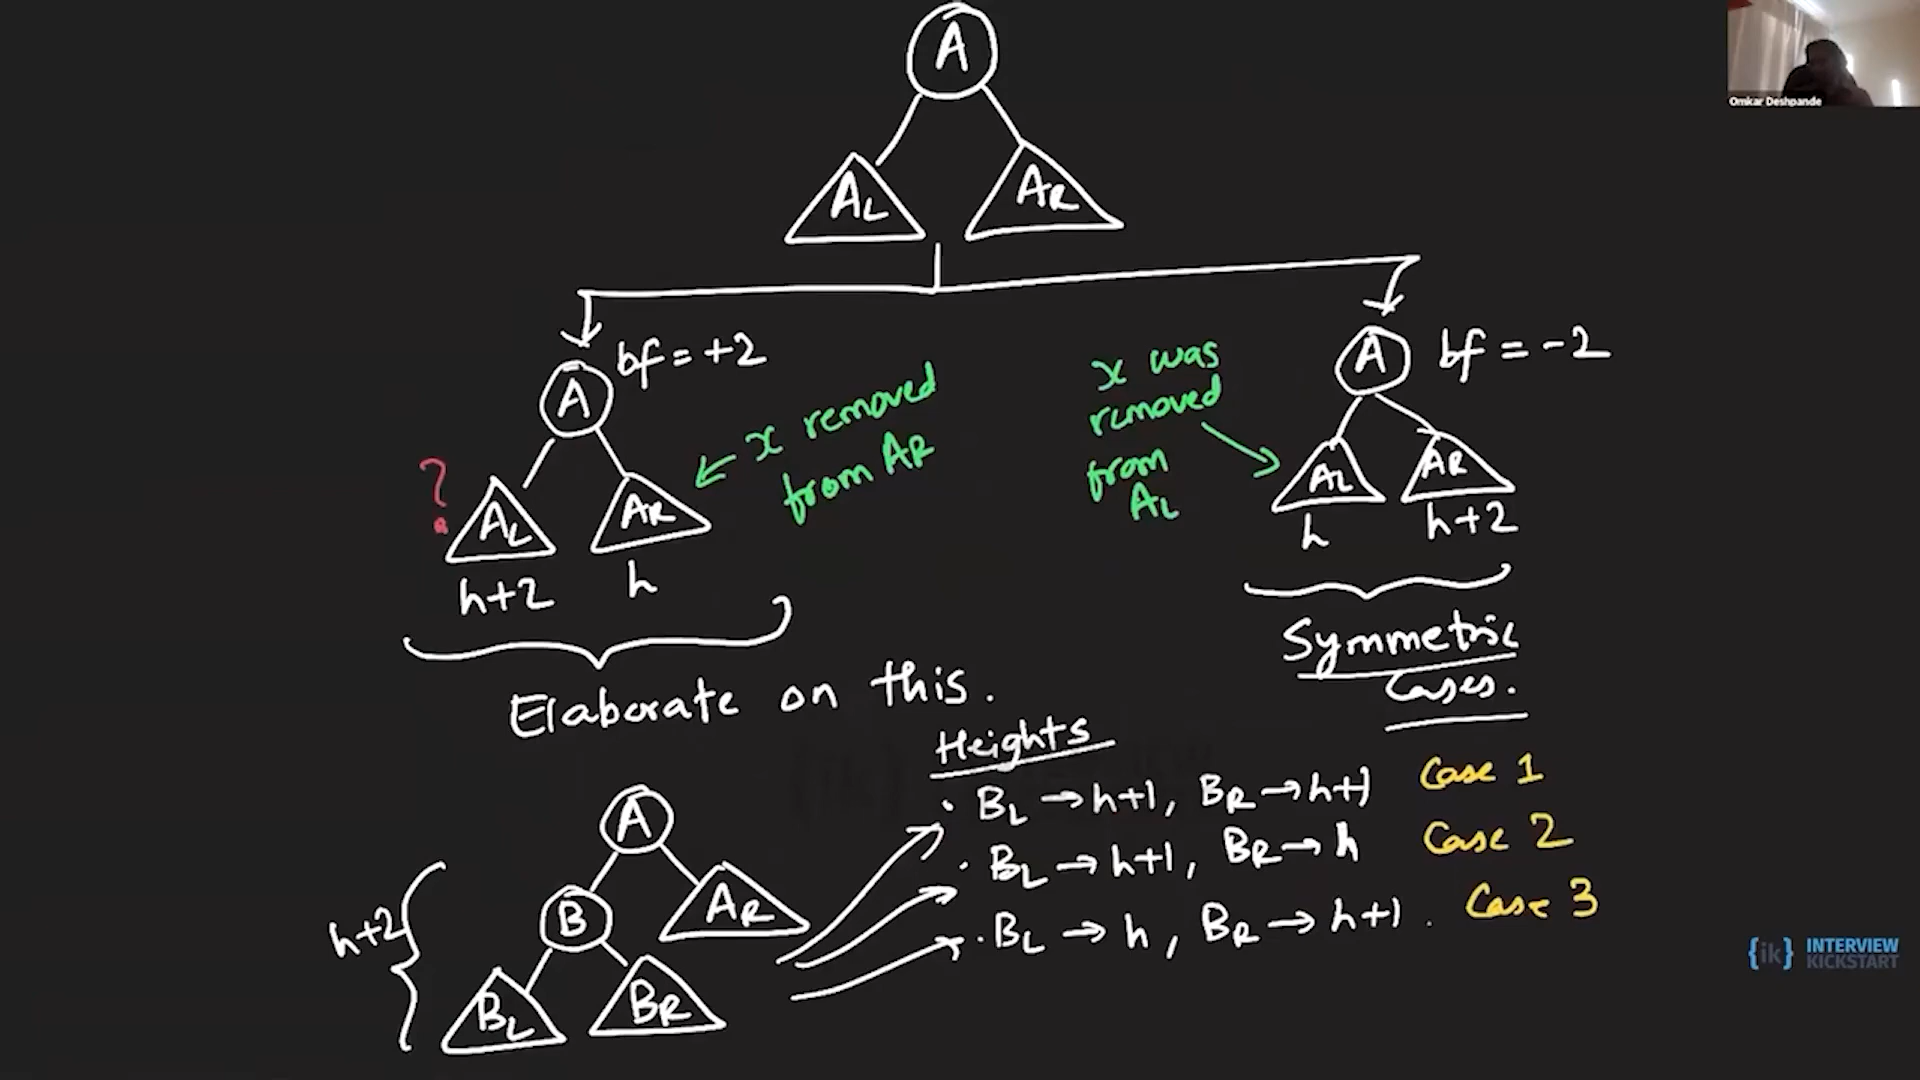 Omkar Deshpande
A
AL AR
A bf = +2
x removed
from AR
?
AL AR
h+2 h
x was
removed
from
AL
A bf = -2
AL AR
h h+2
Elaborate on this.
Symmetric
Cases.
Heights
· BL → h+1, BR → h+1 Case 1
· BL → h+1, BR → h Case 2
· BL → h, BR → h+1. Case 3
A
B AR
h+2
BL BR
{ik} INTERVIEW
KICKSTART